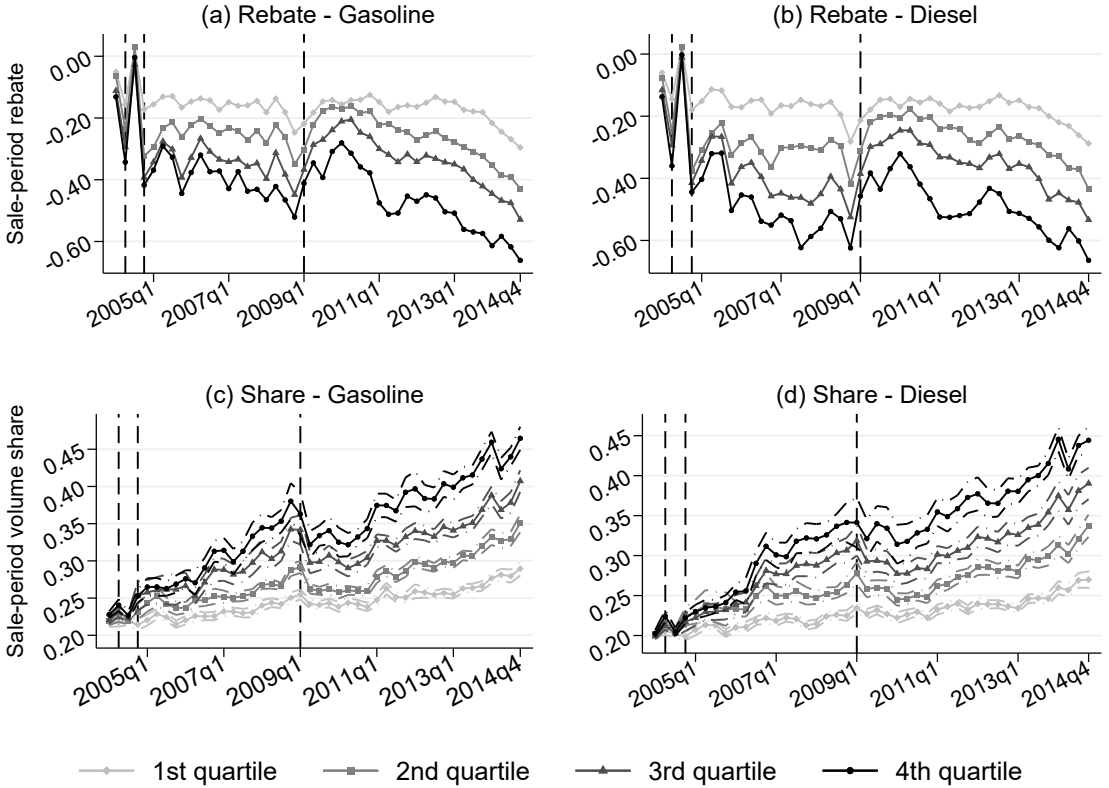 (a) Rebate - Gasoline
Sale-period rebate
0.00
-0.20
-0.40
-0.60
2005q1
2007q1
2009q1
2011q1
2013q1
2014q4
(b) Rebate - Diesel
0.00
-0.20
-0.40
-0.60
2005q1
2007q1
2009q1
2011q1
2013q1
2014q4
(c) Share - Gasoline
Sale-period volume share
0.45
0.40
0.35
0.30
0.25
0.20
2005q1
2007q1
2009q1
2011q1
2013q1
2014q4
(d) Share - Diesel
0.45
0.40
0.35
0.30
0.25
0.20
2005q1
2007q1
2009q1
2011q1
2013q1
2014q4
1st quartile
2nd quartile
3rd quartile
4th quartile